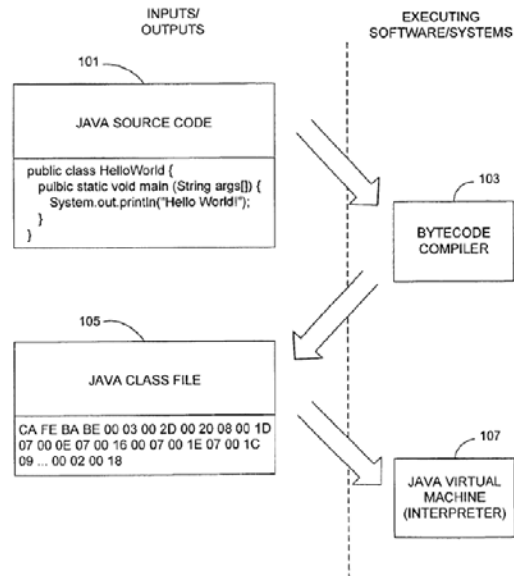 INPUTS/
OUTPUTS
EXECUTING
SOFTWARE/SYSTEMS
101
JAVA SOURCE CODE
public class HelloWorld {
pulbic static void main (String args[]) {
System.out.println("Hello World!");
}
}
103
BYTECODE
COMPILER
105
JAVA CLASS FILE
CA FE BA BE 00 03 00 2D 00 20 08 00 1D
07 00 0E 07 00 16 00 07 00 1E 07 00 1C
09 ... 00 02 00 18
107
JAVA VIRTUAL
MACHINE
(INTERPRETER)